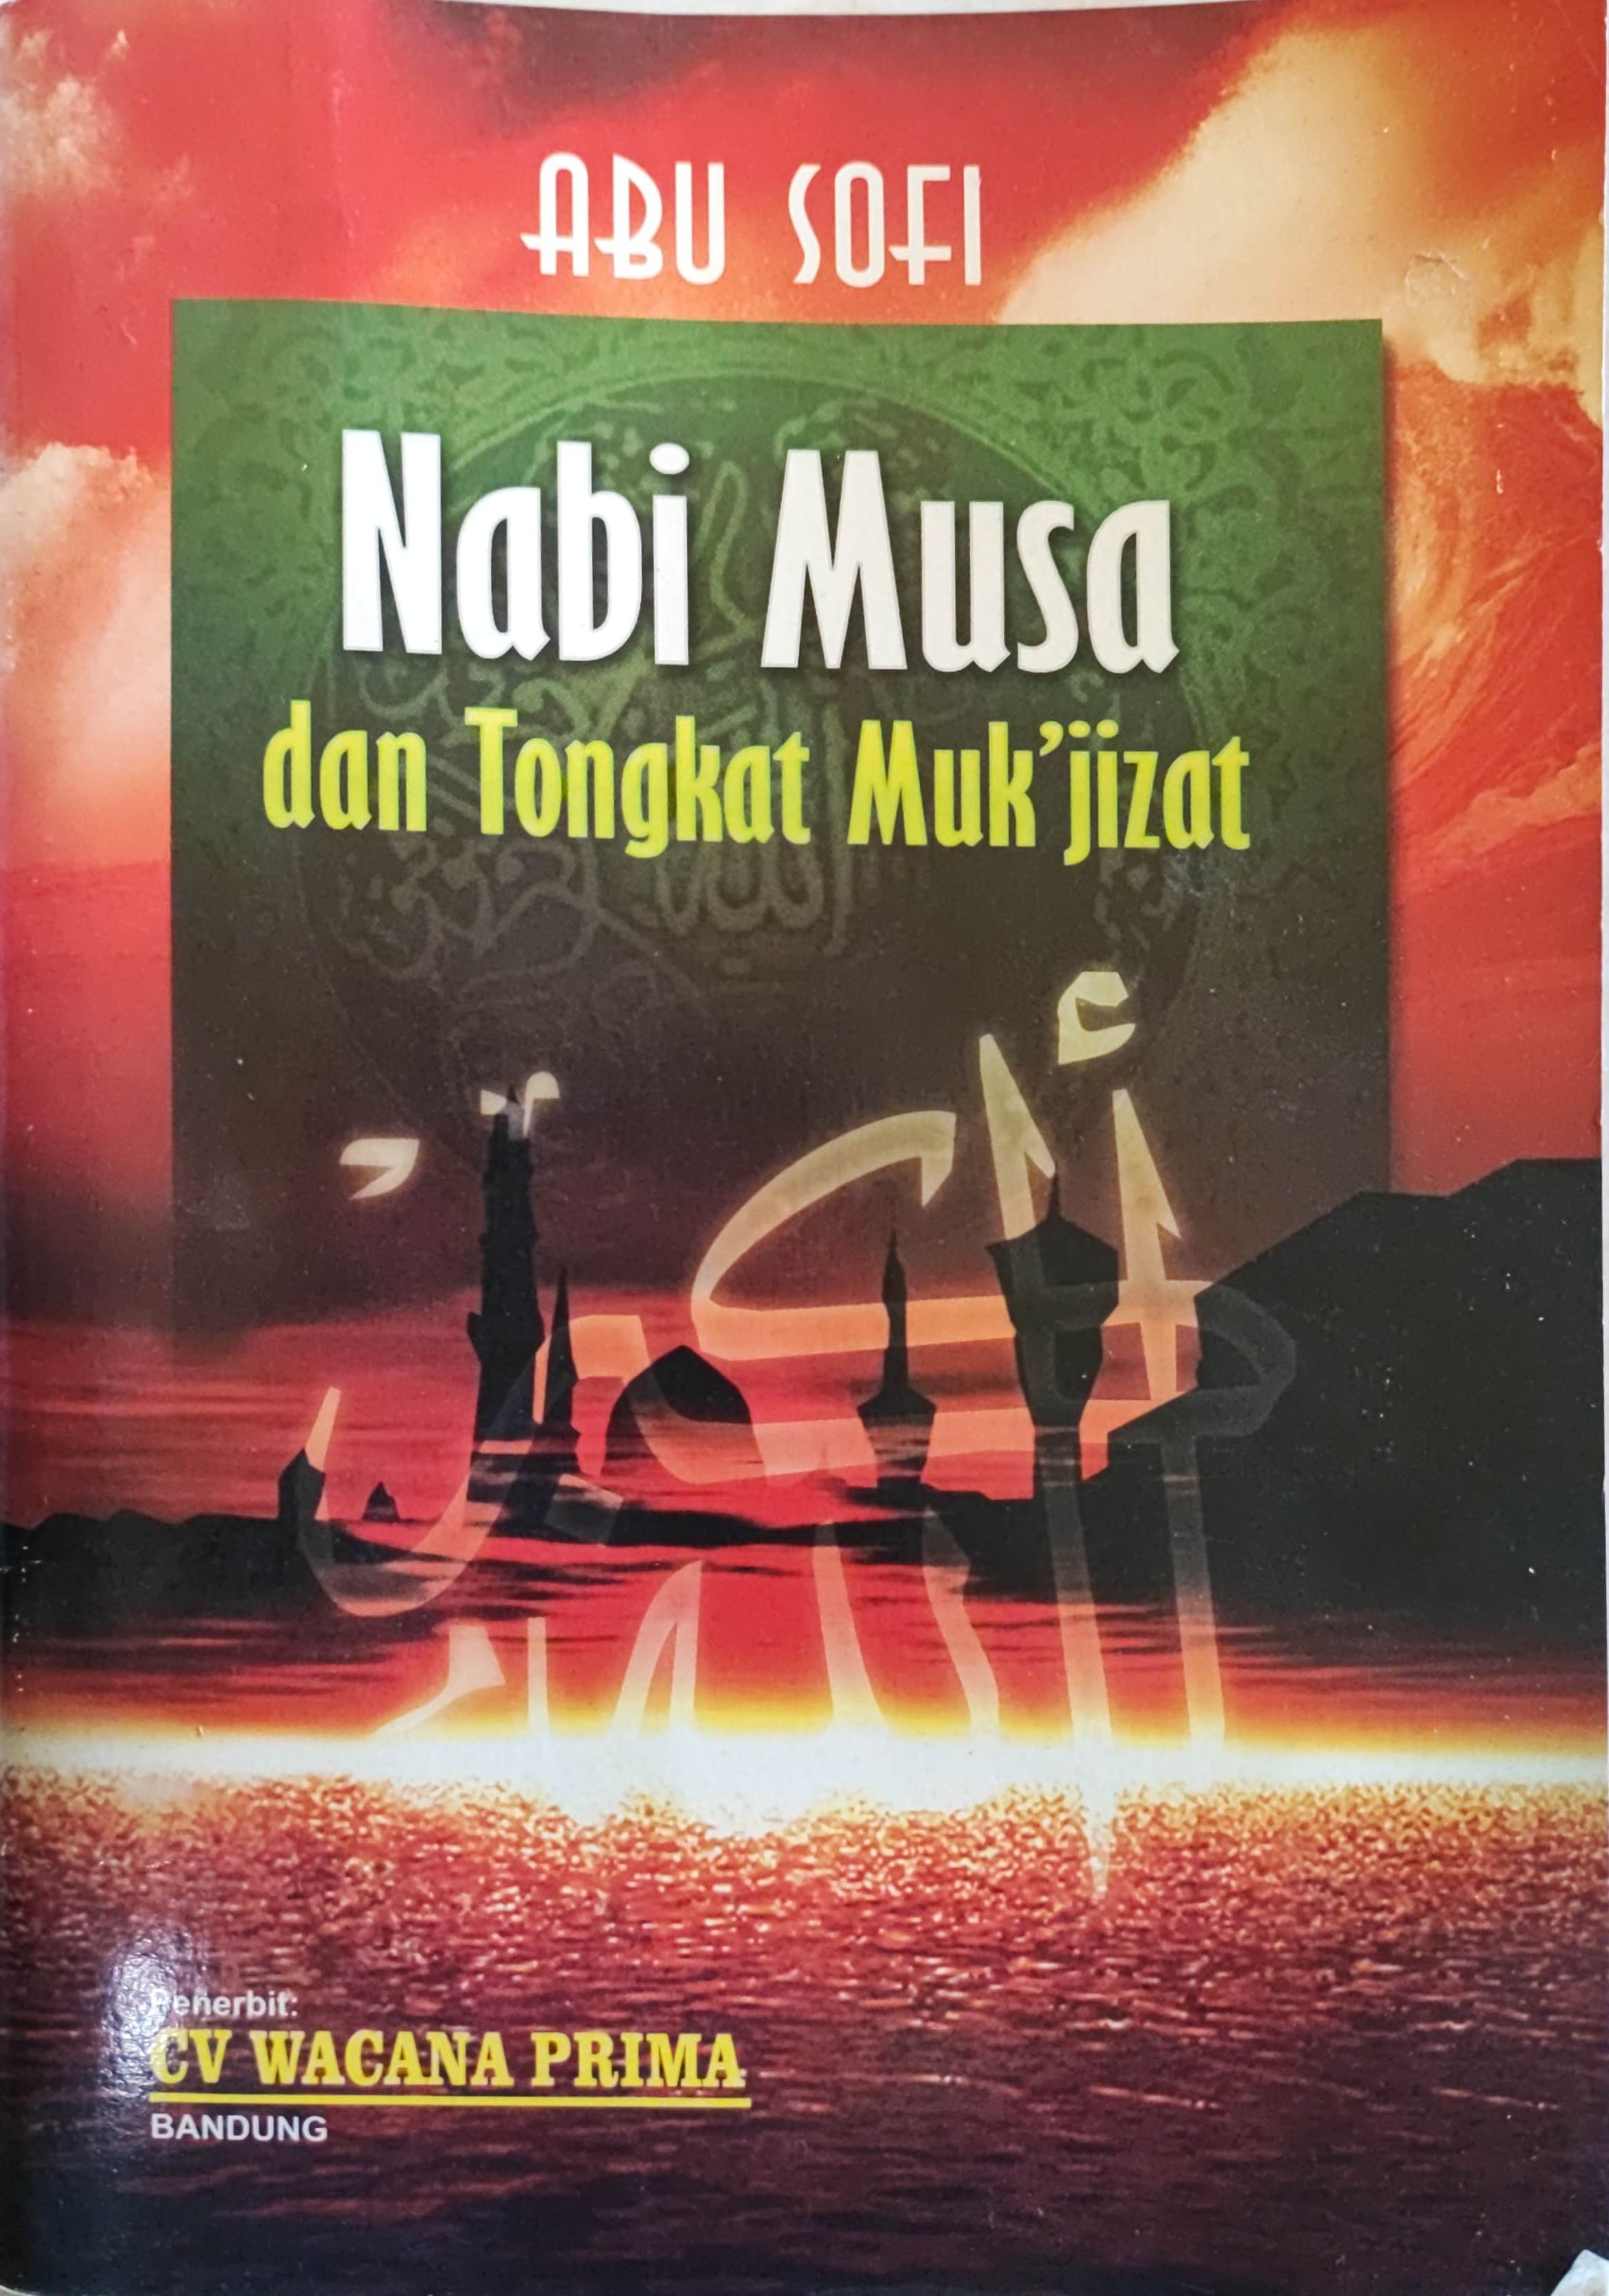 ABU SOFI
Nabi Musa
dan Tongkat Muk'jizat
Penerbit:
CV WACANA PRIMA
BANDUNG